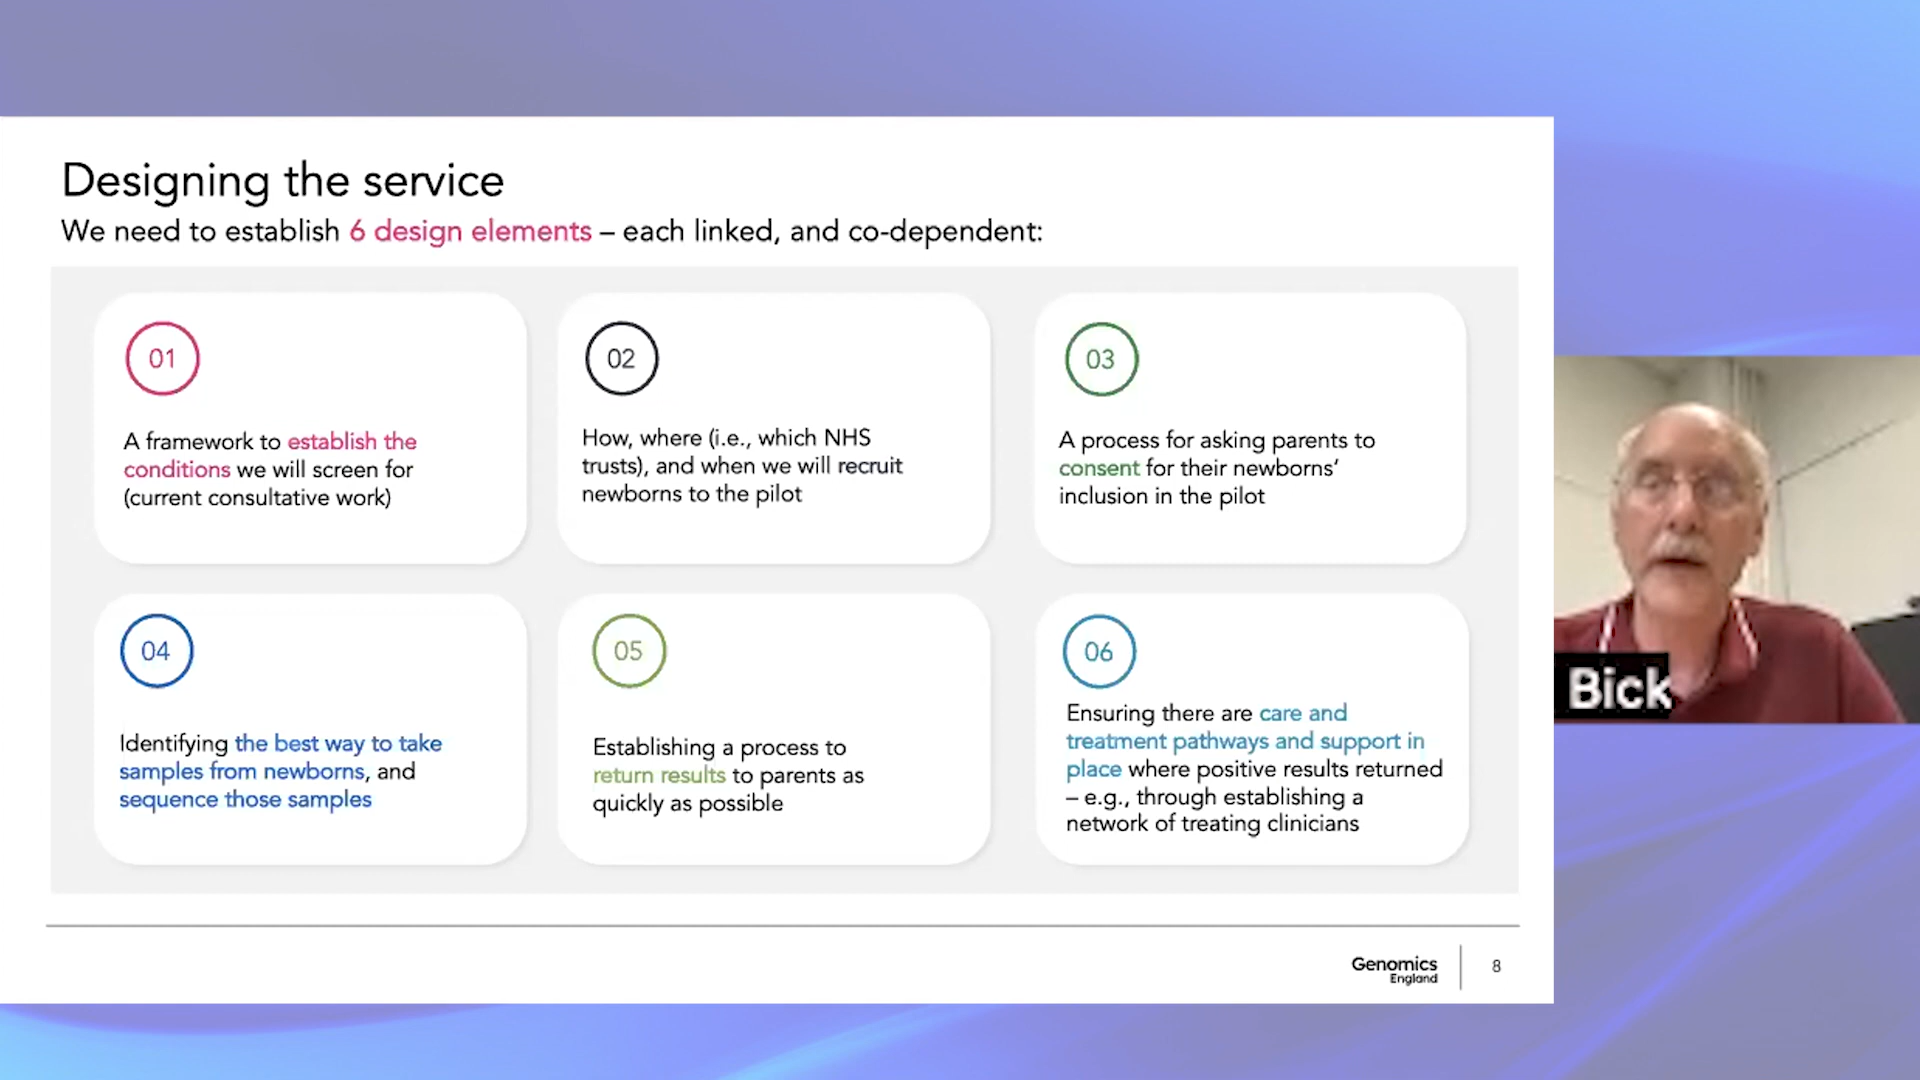 Designing the service
We need to establish 6 design elements – each linked, and co-dependent:
01
A framework to establish the
conditions we will screen for
(current consultative work)
02
How, where (i.e., which NHS
trusts), and when we will recruit
newborns to the pilot
03
A process for asking parents to
consent for their newborns’
inclusion in the pilot
04
Identifying the best way to take
samples from newborns, and
sequence those samples
05
Establishing a process to
return results to parents as
quickly as possible
06
Ensuring there are care and
treatment pathways and support in
place where positive results returned
– e.g., through establishing a
network of treating clinicians
Bick
Genomics
England
8